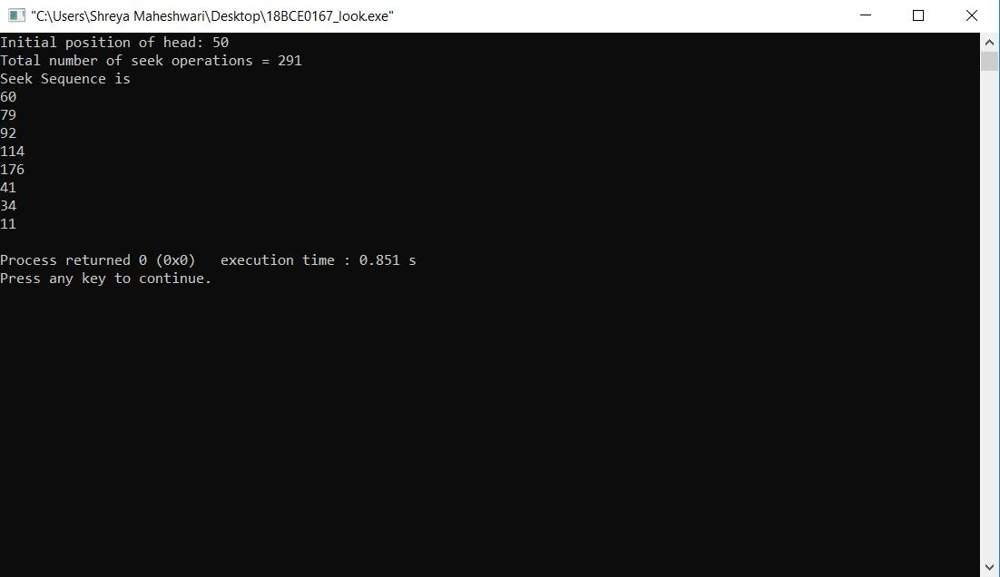 "C:\Users\Shreya Maheshwari\Desktop\18BCE0167_look.exe"
Initial position of head: 50
Total number of seek operations = 291
Seek Sequence is
60
79
92
114
176
41
34
11
Process returned 0 (0x0)   execution time : 0.851 s
Press any key to continue.